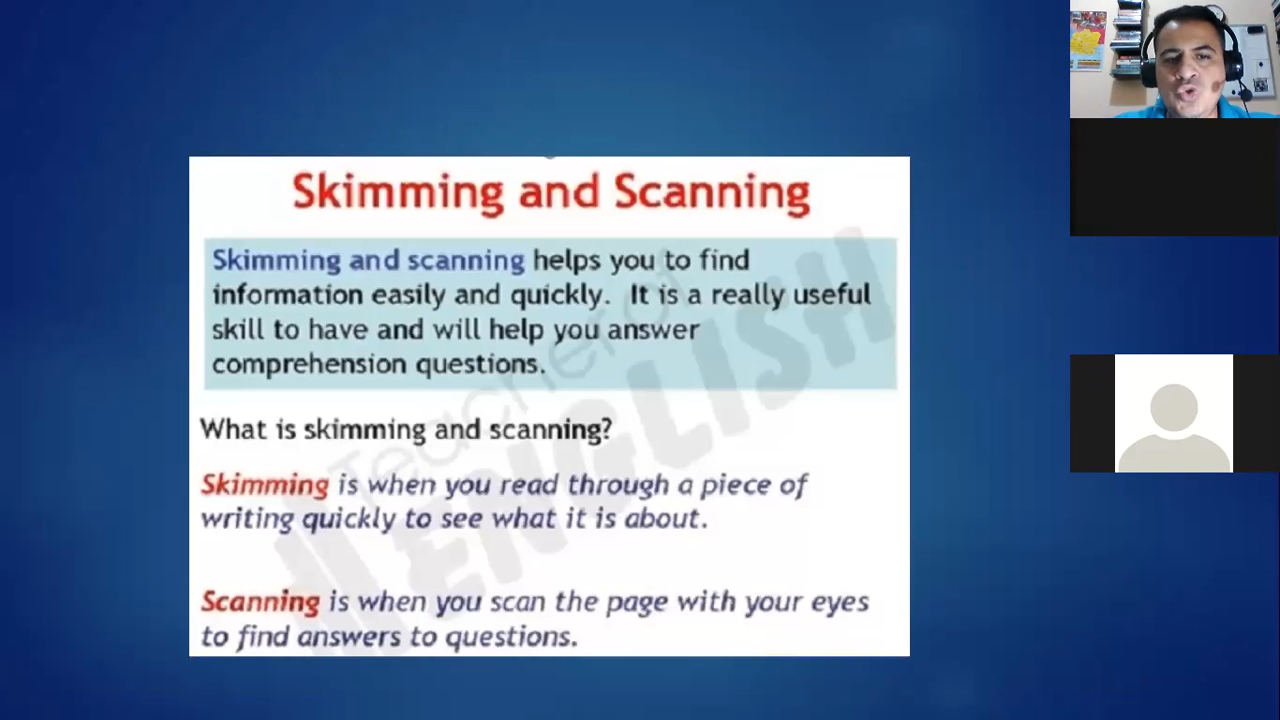 Skimming and Scanning
Skimming and scanning helps you to find
information easily and quickly. It is a really useful
skill to have and will help you answer
comprehension questions.
What is skimming and scanning?
Skimming is when you read through a piece of
writing quickly to see what it is about.
Scanning is when you scan the page with your eyes
to find answers to questions.
Teacher of
ENGLISH